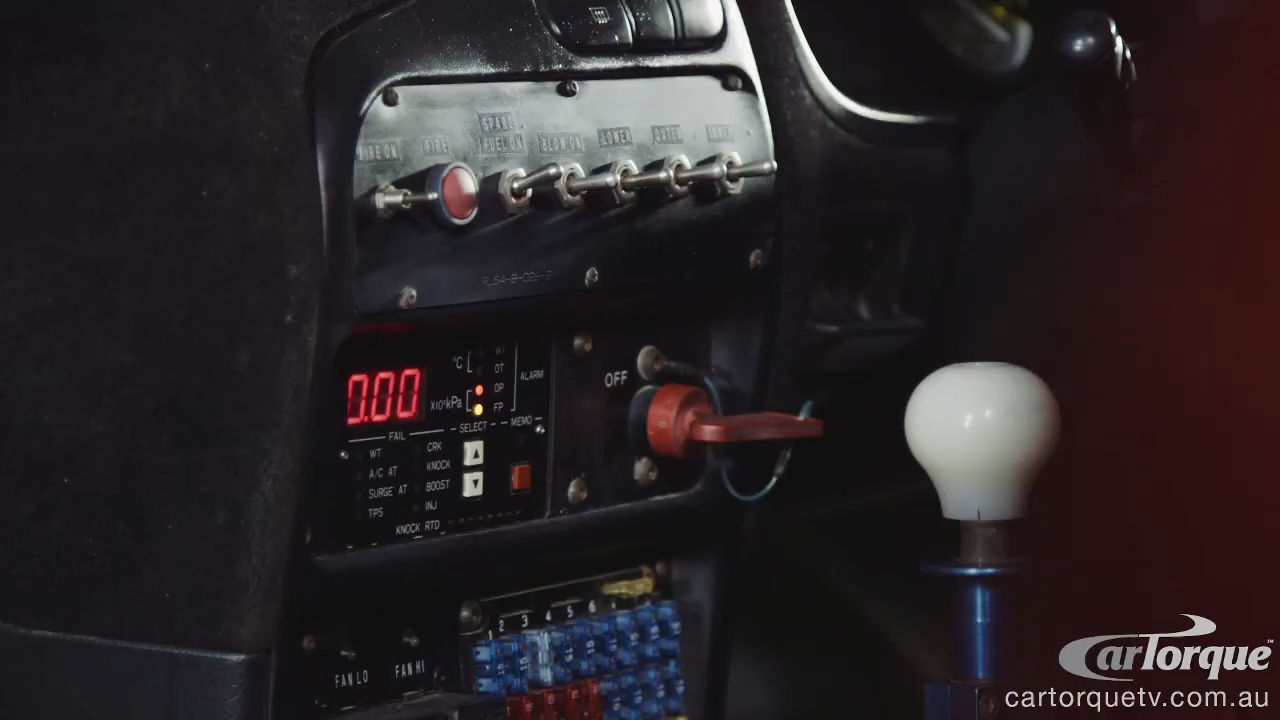 FIRE
SPARE
FUEL ON
BLOW ON
LOWER
0.00
°C
WT
OT
OP
FP
ALARM
X10²kPa
SELECT
MEMO
FAIL
WT
CRK
A/C AT
KNOCK
SURGE AT
BOOST
TPS
INJ
KNOCK RTD
OFF
1 2 3 4 5 6
15
FAN LO
FAN HI
CarTorque
cartorquetv.com.au